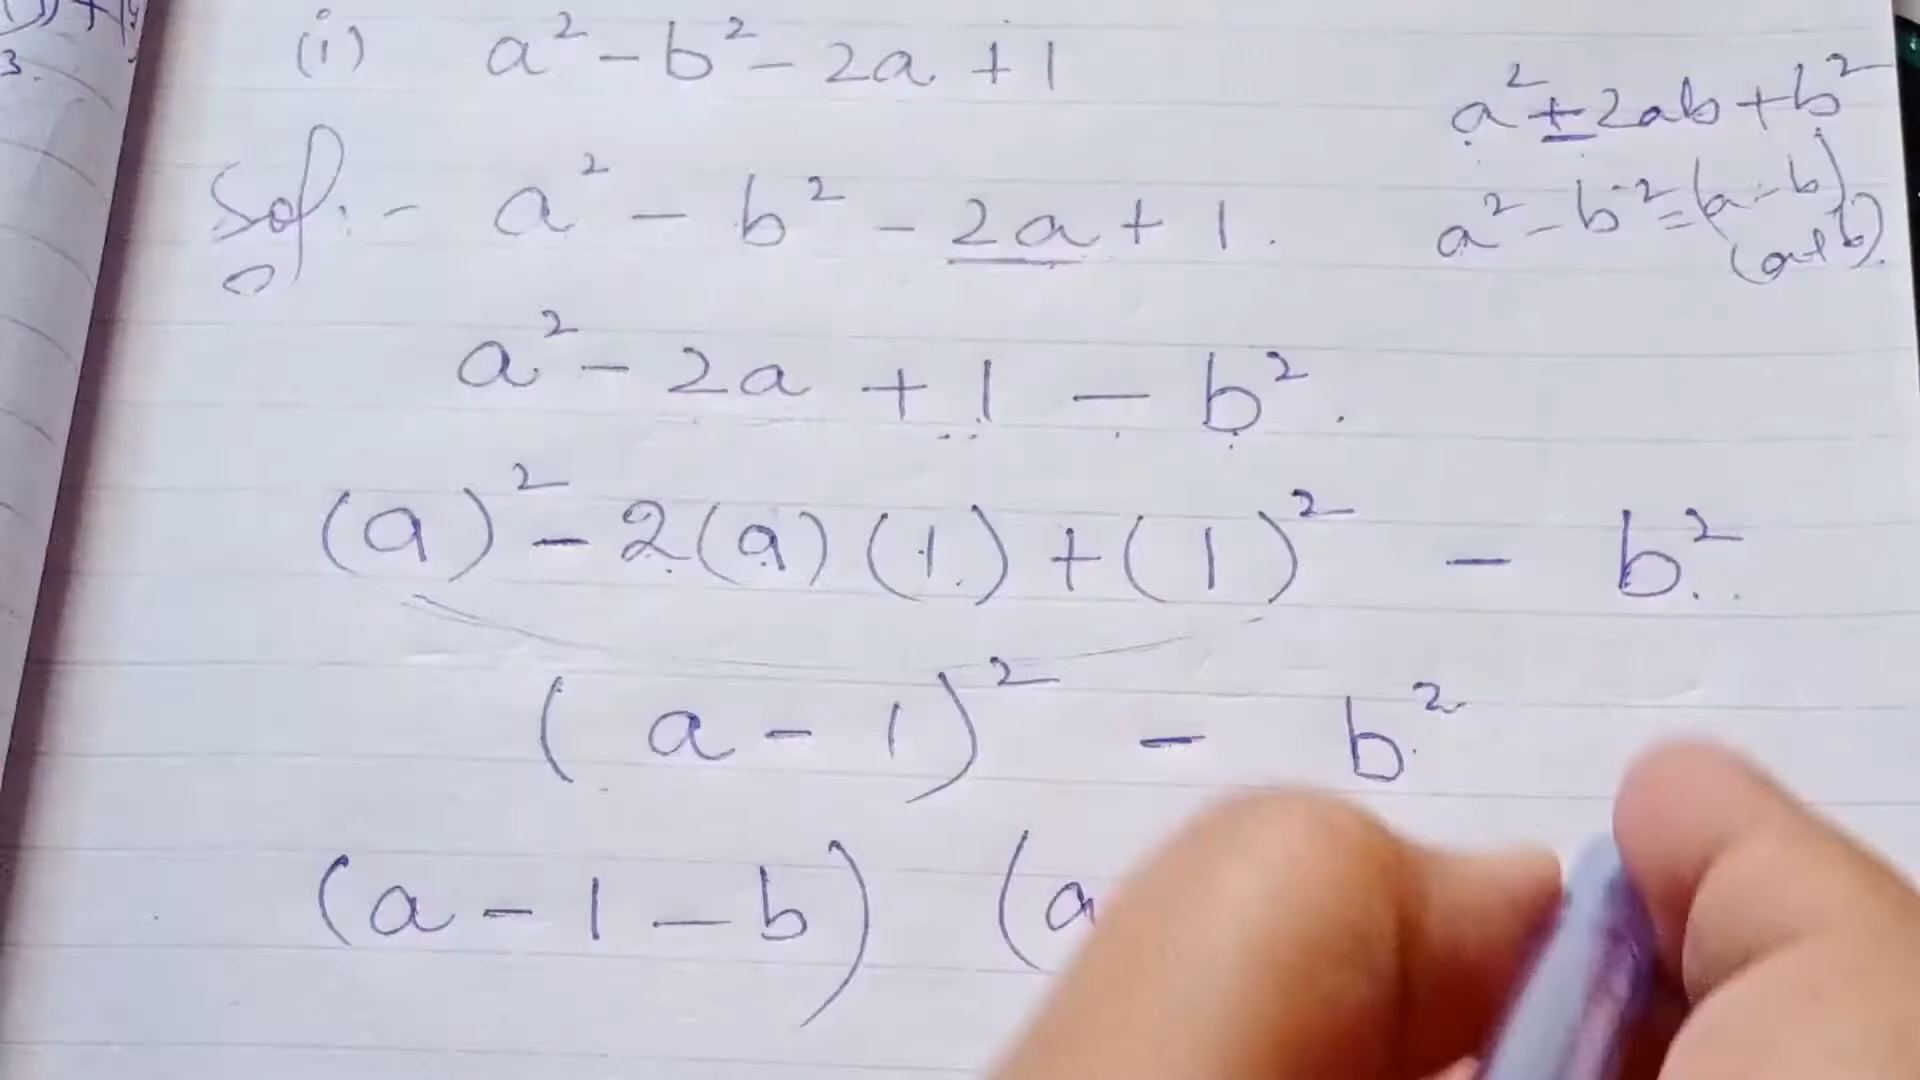 (i) a² - b² - 2a + 1
a² ± 2ab + b²
Sol:- a² - b² - 2a + 1.
a² - b² = (a - b)
(a+b).
a² - 2a + 1 - b².
(a)² - 2(a)(1) + (1)² - b²
(a - 1)² - b²
(a - 1 - b) (a
3.